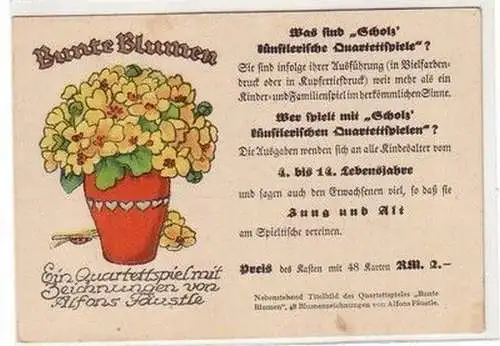 Bunte Blumen
Ein Quartettspiel mit
Zeichnungen von
Alfons Fäustle
Was sind „Scholz'
künstlerische Quartettspiele"?
Sie sind infolge ihrer Ausführung (in Vielfarben-
druck oder in Kupfertiefdruck) weit mehr als ein
Kinder- und Familienspiel im herkömmlichen Sinne.
Wer spielt mit „Scholz'
künstlerischen Quartettspielen"?
Die Ausgaben wenden sich an alle Kindesalter vom
4. bis 14. Lebensjahre
und sagen auch den Erwachsenen viel, so daß sie
Jung und Alt
am Spieltische vereinen.
Preis des Kasten mit 48 Karten RM. 2.–
Nebenstehend Titelbild des Quartettspieles „Bunte
Blumen", 48 Blumenzeichnungen von Alfons Fäustle.